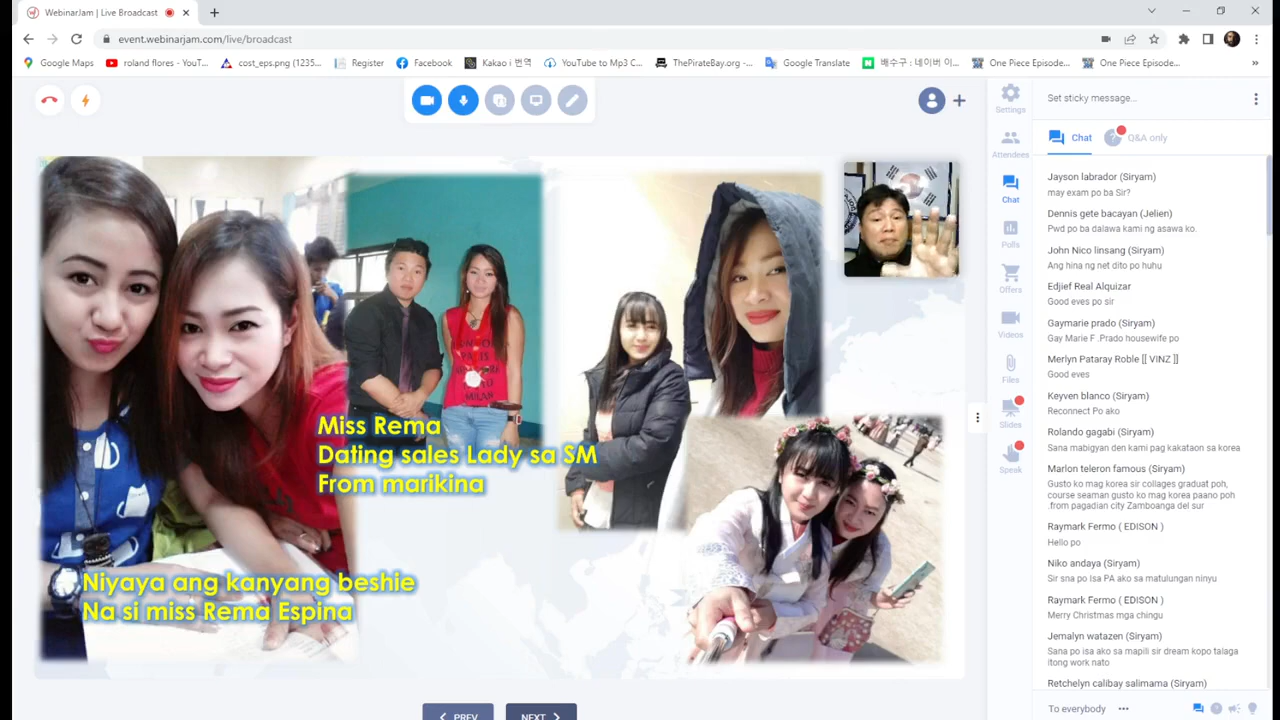 WebinarJam | Live Broadcast
event.webinarjam.com/live/broadcast
Google Maps
roland flores - YouT...
cost_eps.png (1235...
Register
Facebook
Kakao i 번역
YouTube to Mp3 C...
ThePirateBay.org -...
Google Translate
배수구 : 네이버 이...
One Piece Episode...
One Piece Episode...
Miss Rema
Dating sales Lady sa SM
From marikina
Niyaya ang kanyang beshie
Na si miss Rema Espina
PREV
NEXT
Settings
Attendees
Chat
Polls
Offers
Videos
Files
Slides
Speak
Set sticky message...
Chat
Q&A only
Jayson labrador (Siryam)
may exam po ba Sir?
Dennis gete bacayan (Jelien)
Pwd po ba dalawa kami ng asawa ko.
John Nico linsang (Siryam)
Ang hina ng net dito po huhu
Edjief Real Alquizar
Good eves po sir
Gaymarie prado (Siryam)
Gay Marie F .Prado housewife po
Merlyn Pataray Roble [[ VINZ ]]
Good eves
Keyven blanco (Siryam)
Reconnect Po ako
Rolando gagabi (Siryam)
Sana mabigyan den kami pag kakataon sa korea
Marlon teleron famous (Siryam)
Gusto ko mag korea sir collages graduat poh,
course seaman gusto ko mag korea paano poh
.from pagadian city Zamboanga del sur
Raymark Fermo ( EDISON )
Hello po
Niko andaya (Siryam)
Sir sna po isa PA ako sa matulungan ninyu
Raymark Fermo ( EDISON )
Merry Christmas mga chingu
Jernalyn watazen (Siryam)
Sana po isa ako sa mapili sir dream kopo talaga
itong work nato
Retchelyn calibay salimama (Siryam)
To everybody